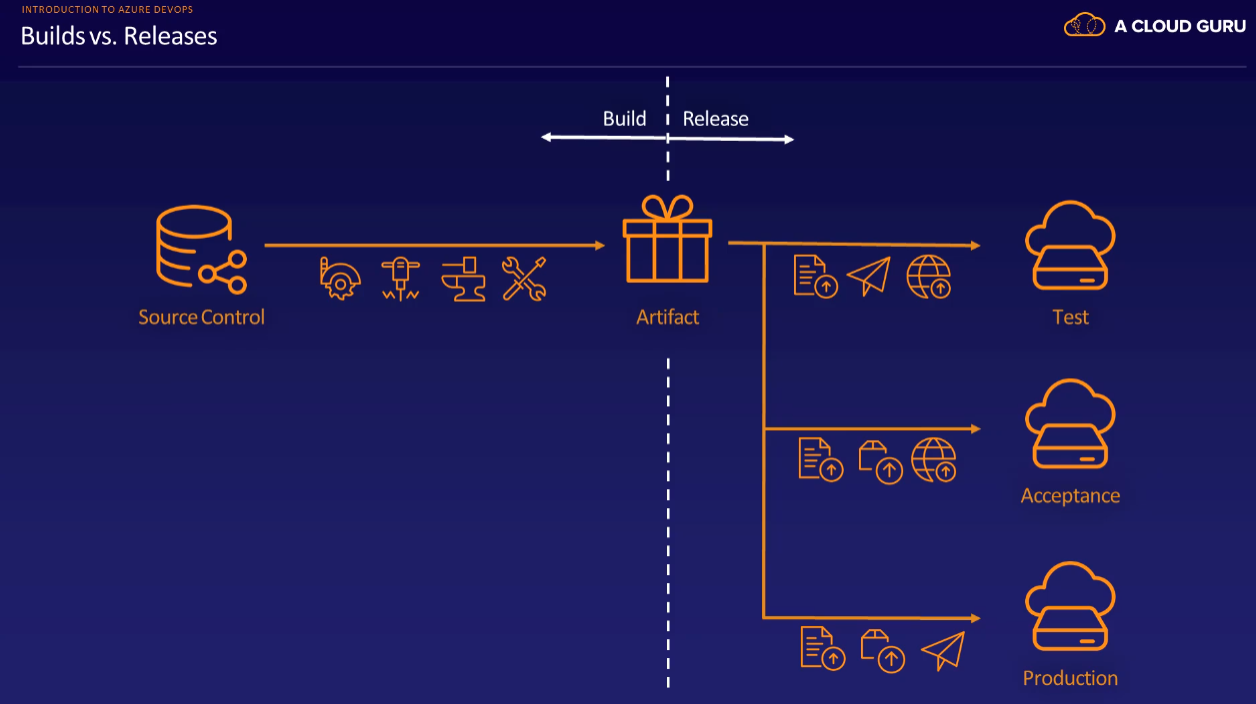 INTRODUCTION TO AZURE DEVOPS
Builds vs. Releases
A CLOUD GURU
Build
Release
Source Control
Artifact
Test
Acceptance
Production